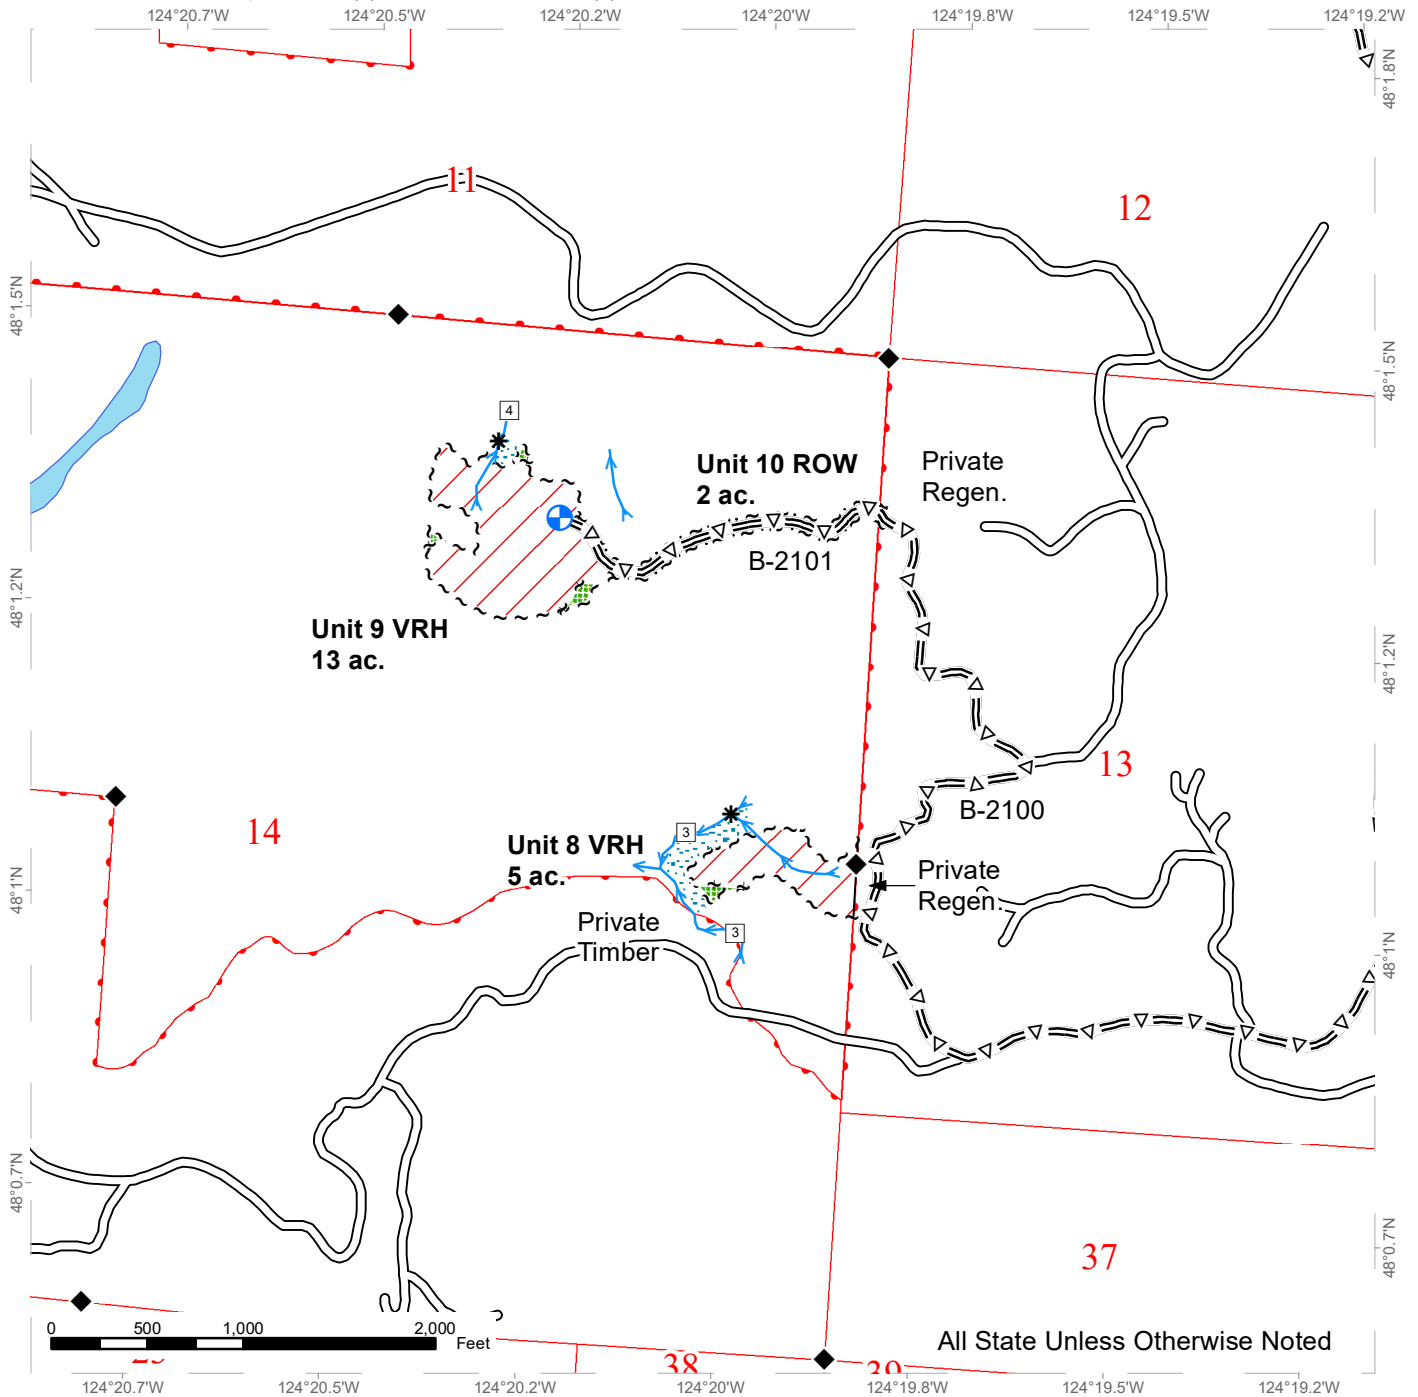 124°20.7'W
124°20.5'W
124°20.2'W
124°20'W
124°19.8'W
124°19.5'W
124°19.2'W
48°1.8'N
11
12
48°1.5'N
48°1.5'N
4
Unit 10 ROW
2 ac.
Private
Regen.
B-2101
48°1.2'N
Unit 9 VRH
13 ac.
48°1.2'N
13
B-2100
14
3
Unit 8 VRH
5 ac.
48°1'N
Private
Regen.
Private
Timber
3
48°1'N
48°0.7'N
48°0.7'N
37
0
500
1,000
2,000
Feet
All State Unless Otherwise Noted
38
39
124°20.7'W
124°20.5'W
124°20.2'W
124°20'W
124°19.8'W
124°19.5'W
124°19.2'W